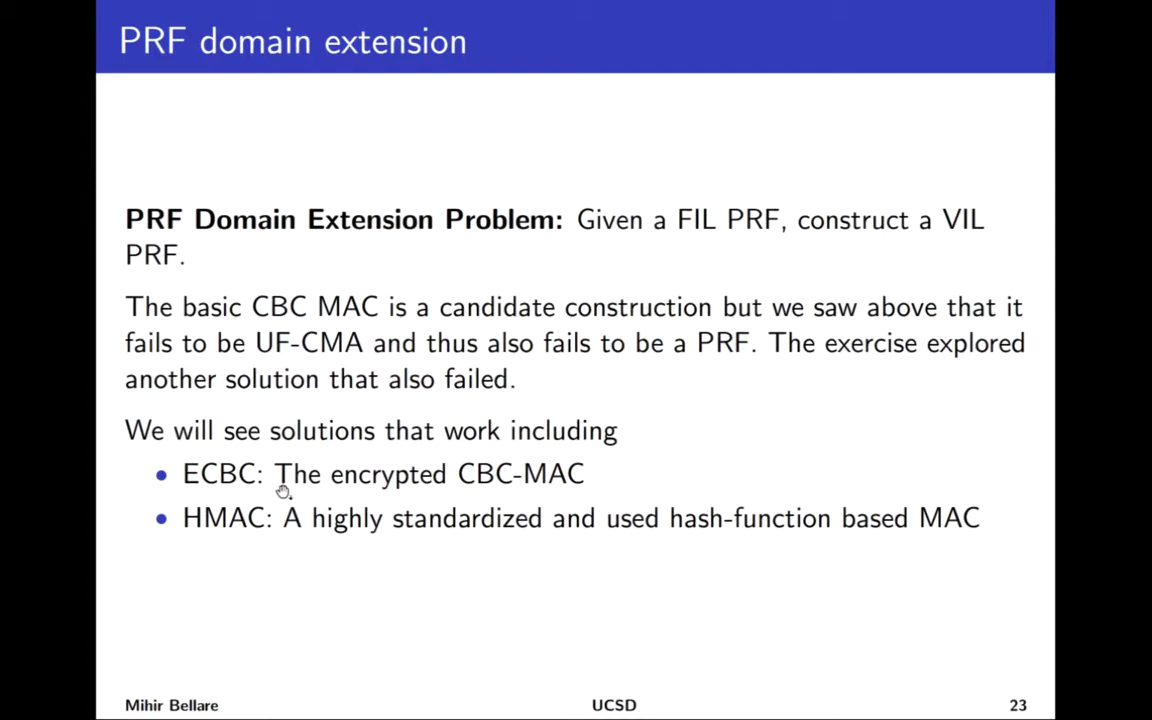 PRF domain extension
PRF Domain Extension Problem: Given a FIL PRF, construct a VIL
PRF.
The basic CBC MAC is a candidate construction but we saw above that it
fails to be UF-CMA and thus also fails to be a PRF. The exercise explored
another solution that also failed.
We will see solutions that work including
• ECBC: The encrypted CBC-MAC
• HMAC: A highly standardized and used hash-function based MAC
Mihir Bellare UCSD 23